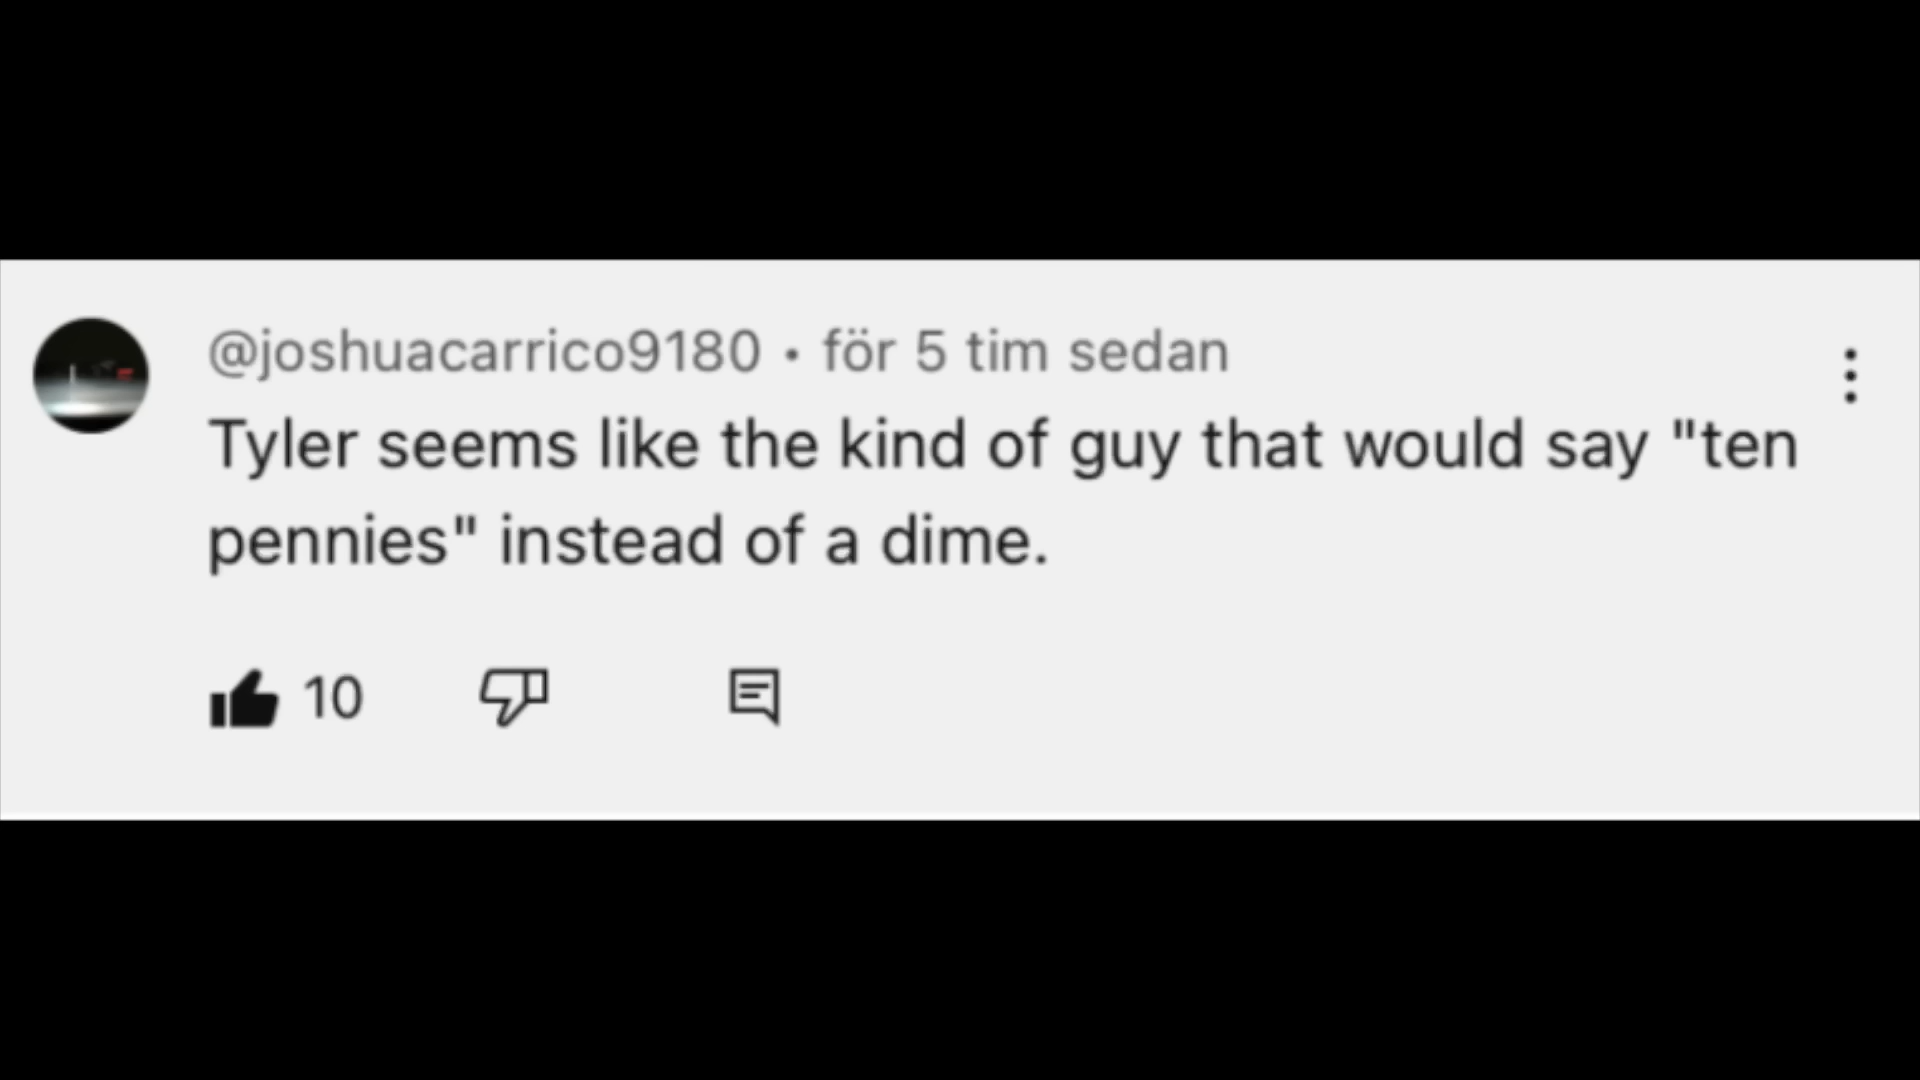 @joshuacarrico9180 • för 5 tim sedan
Tyler seems like the kind of guy that would say "ten
pennies" instead of a dime.
10